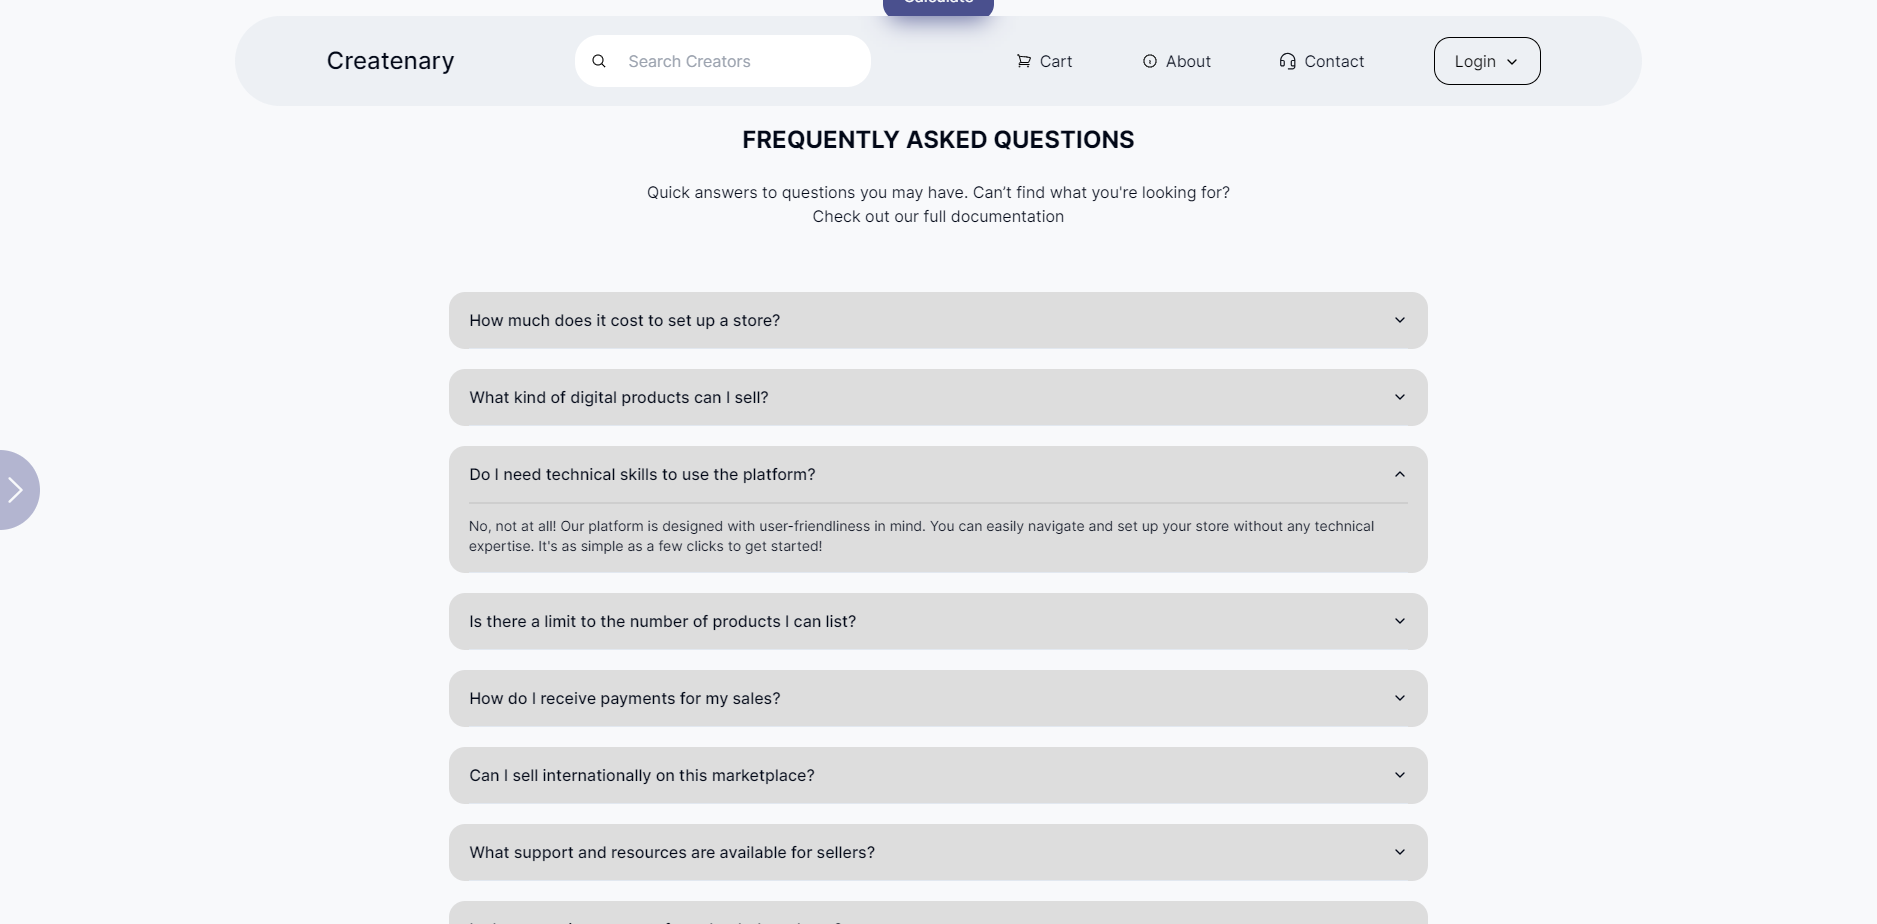 Calculate
Createnary
Search Creators
Cart
About
Contact
Login
FREQUENTLY ASKED QUESTIONS
Quick answers to questions you may have. Can’t find what you're looking for?
Check out our full documentation
How much does it cost to set up a store?
What kind of digital products can I sell?
Do I need technical skills to use the platform?
No, not at all! Our platform is designed with user-friendliness in mind. You can easily navigate and set up your store without any technical
expertise. It's as simple as a few clicks to get started!
Is there a limit to the number of products I can list?
How do I receive payments for my sales?
Can I sell internationally on this marketplace?
What support and resources are available for sellers?